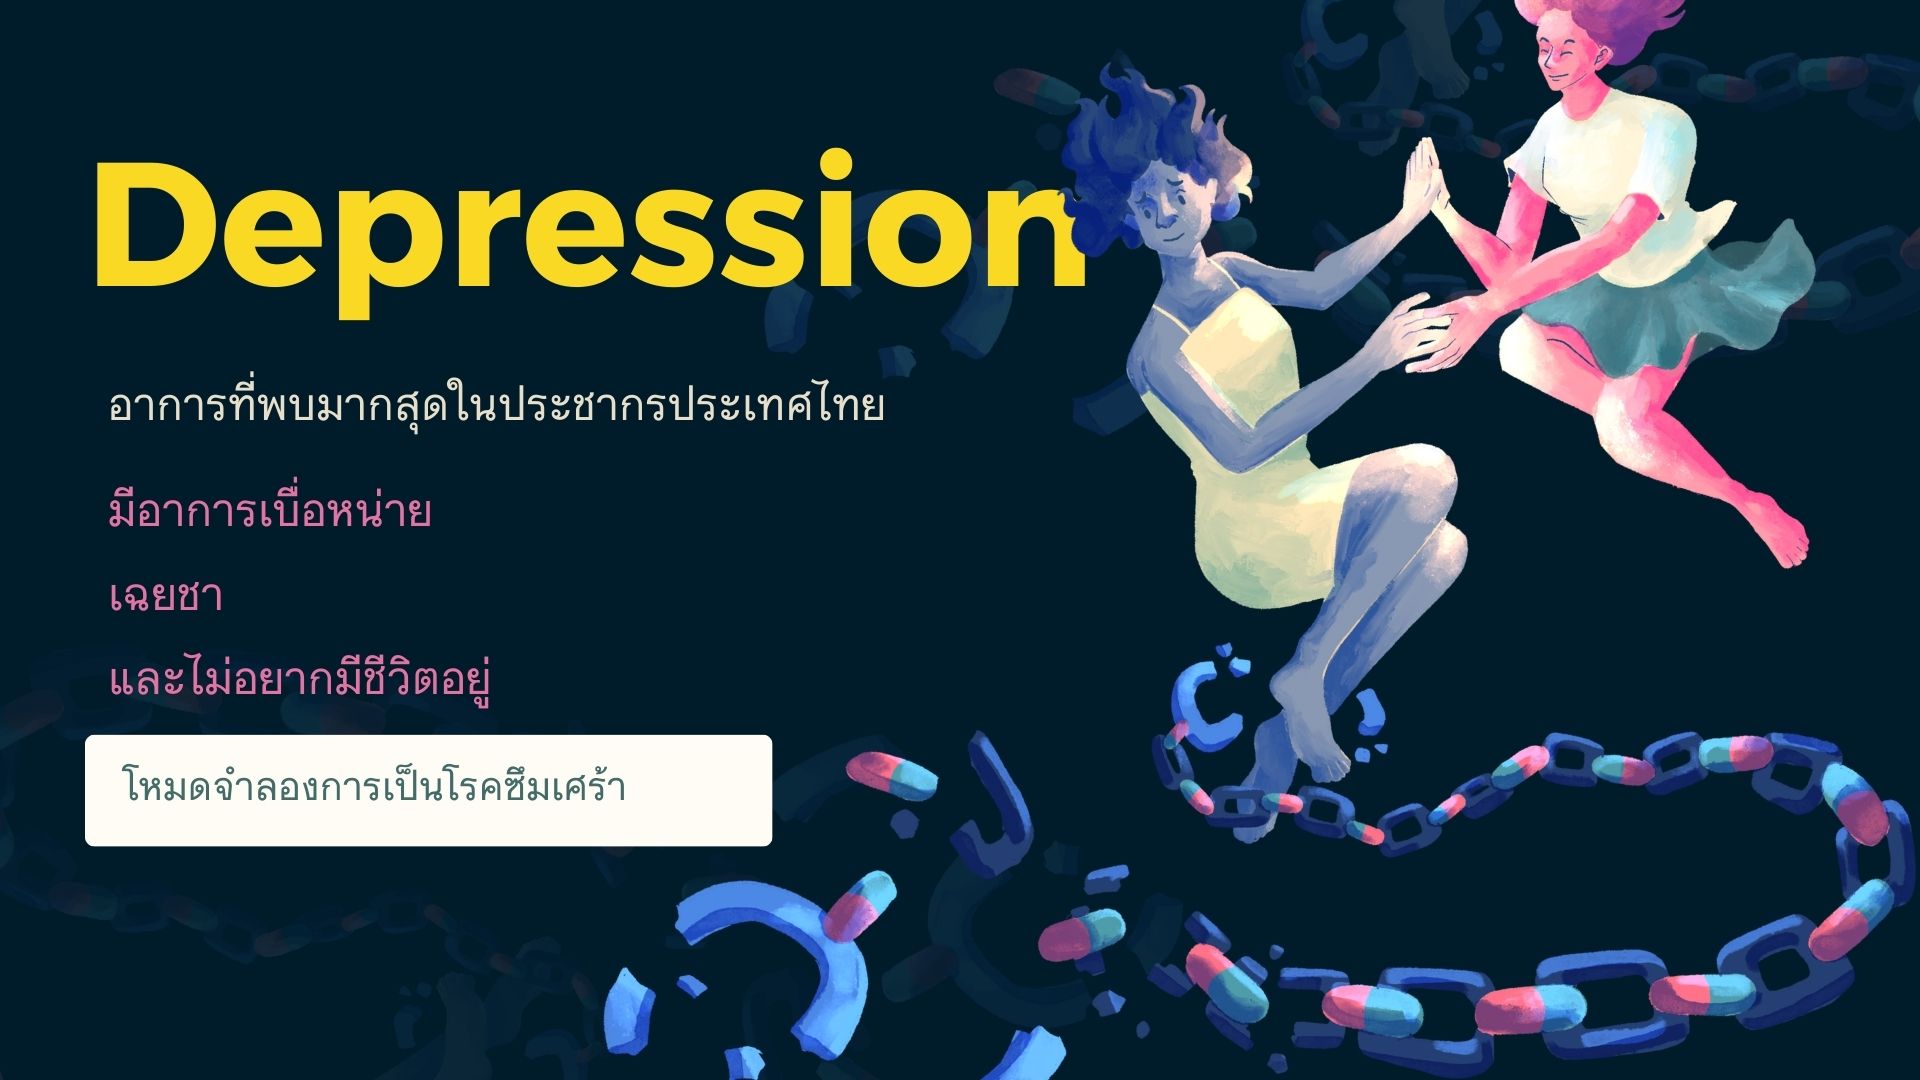 Depression
อาการที่พบมากสุดในประชากรประเทศไทย
มีอาการเบื่อหน่าย
เฉยชา
และไม่อยากมีชีวิตอยู่
โหมดจำลองการเป็นโรคซึมเศร้า